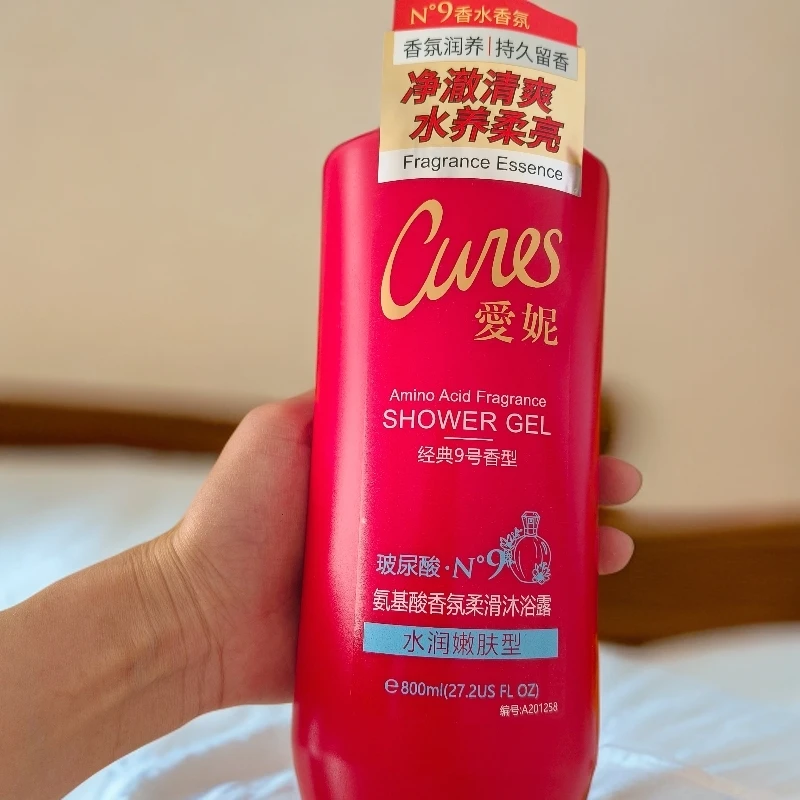 N°9香水香氛
香氛润养|持久留香
净澈清爽
水养柔亮
Fragrance Essence
Cures
愛妮
Amino Acid Fragrance
SHOWER GEL
经典9号香型
玻尿酸·N°9
氨基酸香氛柔滑沐浴露
水润嫩肤型
℮800ml(27.2US FL OZ)
编号:A201258